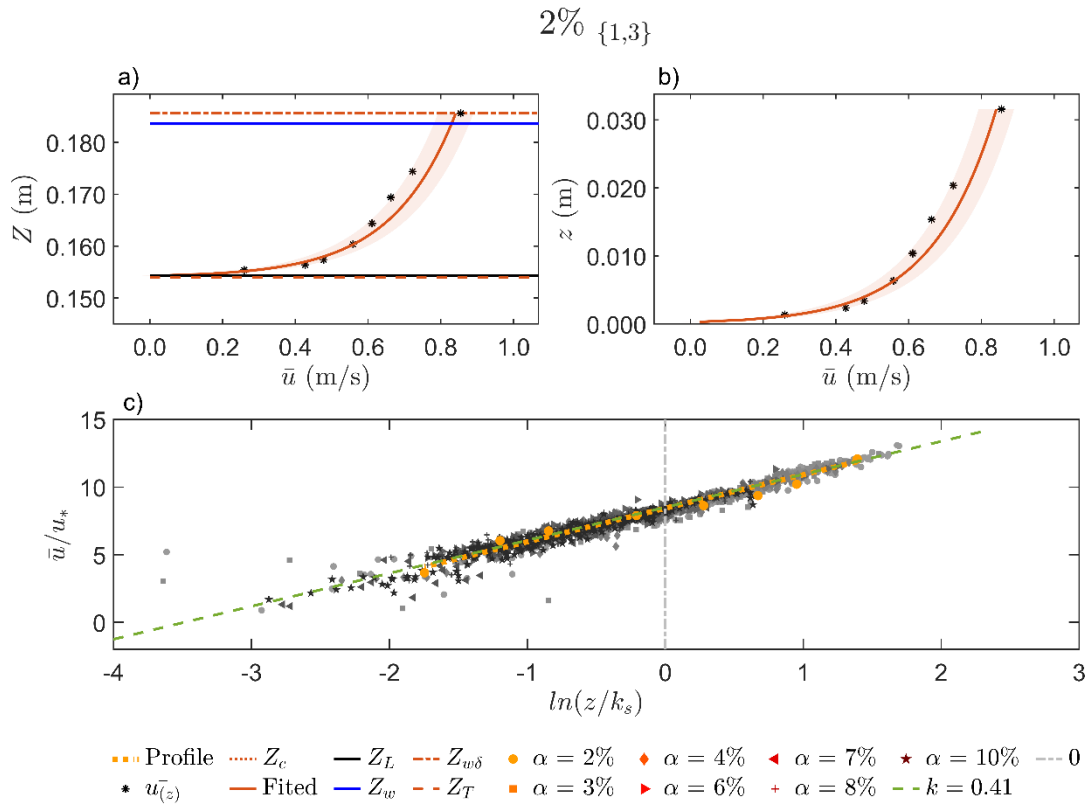 2% {1,3}
a)
b)
0.180
0.170
0.160
0.150
Z (m)
0.0 0.2 0.4 0.6 0.8 1.0
ū (m/s)
0.030
0.020
0.010
0.000
z (m)
0.0 0.2 0.4 0.6 0.8 1.0
ū (m/s)
c)
15
10
5
0
ū/u*
-4 -3 -2 -1 0 1 2 3
ln(z/ks)
Profile Zc ZL Zwδ α = 2% α = 4% α = 7% α = 10% 0
ū(z) Fited Zw ZT α = 3% α = 6% α = 8% k = 0.41